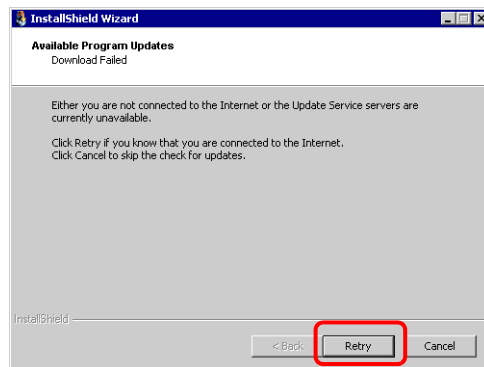 InstallShield Wizard
Available Program Updates
Download Failed
Either you are not connected to the Internet or the Update Service servers are
currently unavailable.
Click Retry if you know that you are connected to the Internet.
Click Cancel to skip the check for updates.
InstallShield
< Back
Retry
Cancel